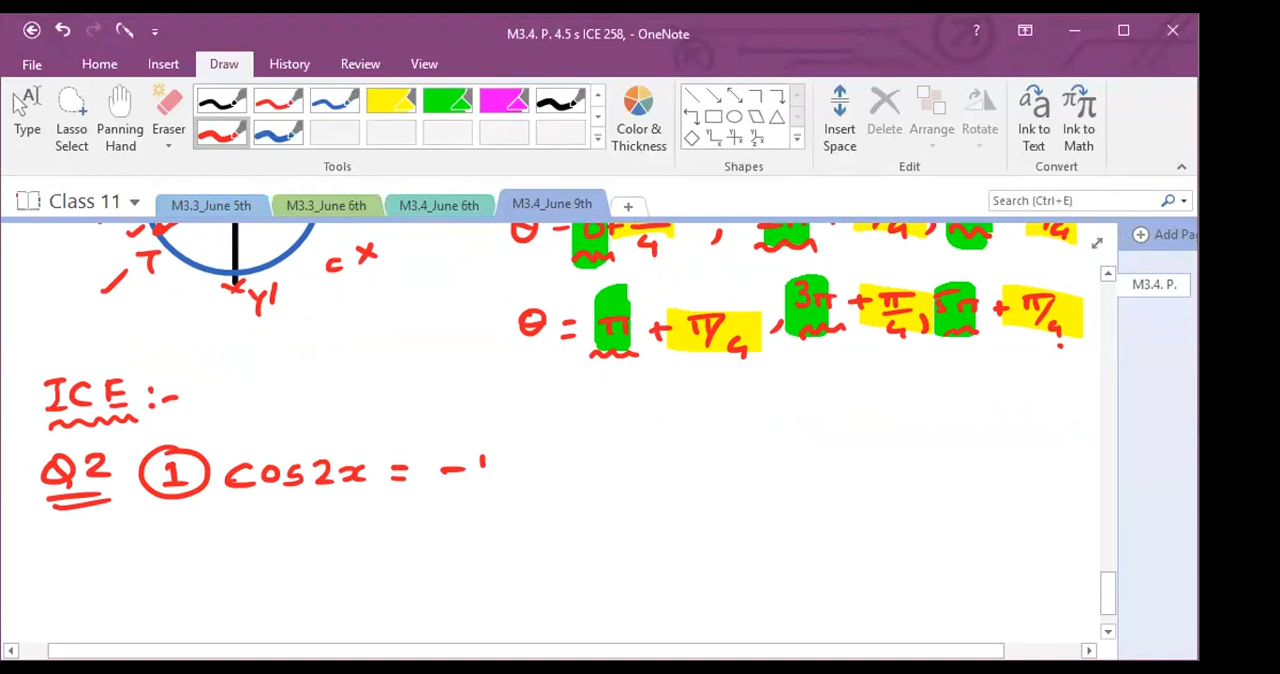 M3.4. P. 4.5 s ICE 258, - OneNote
?
File Home Insert Draw History Review View
Type
Lasso Select
Panning Hand
Eraser
Color & Thickness
Insert Space
Delete
Arrange
Rotate
Ink to Text
Ink to Math
Tools
Shapes
Edit
Convert
Class 11
M3.3_June 5th
M3.3_June 6th
M3.4_June 6th
M3.4_June 9th
+
Search (Ctrl+E)
Add Pa
M3.4. P.
T
C x
y'
θ = π + π/4 , 3π + π/4 , 5π + π/4
ICE :-
Q2 ① cos2x = -